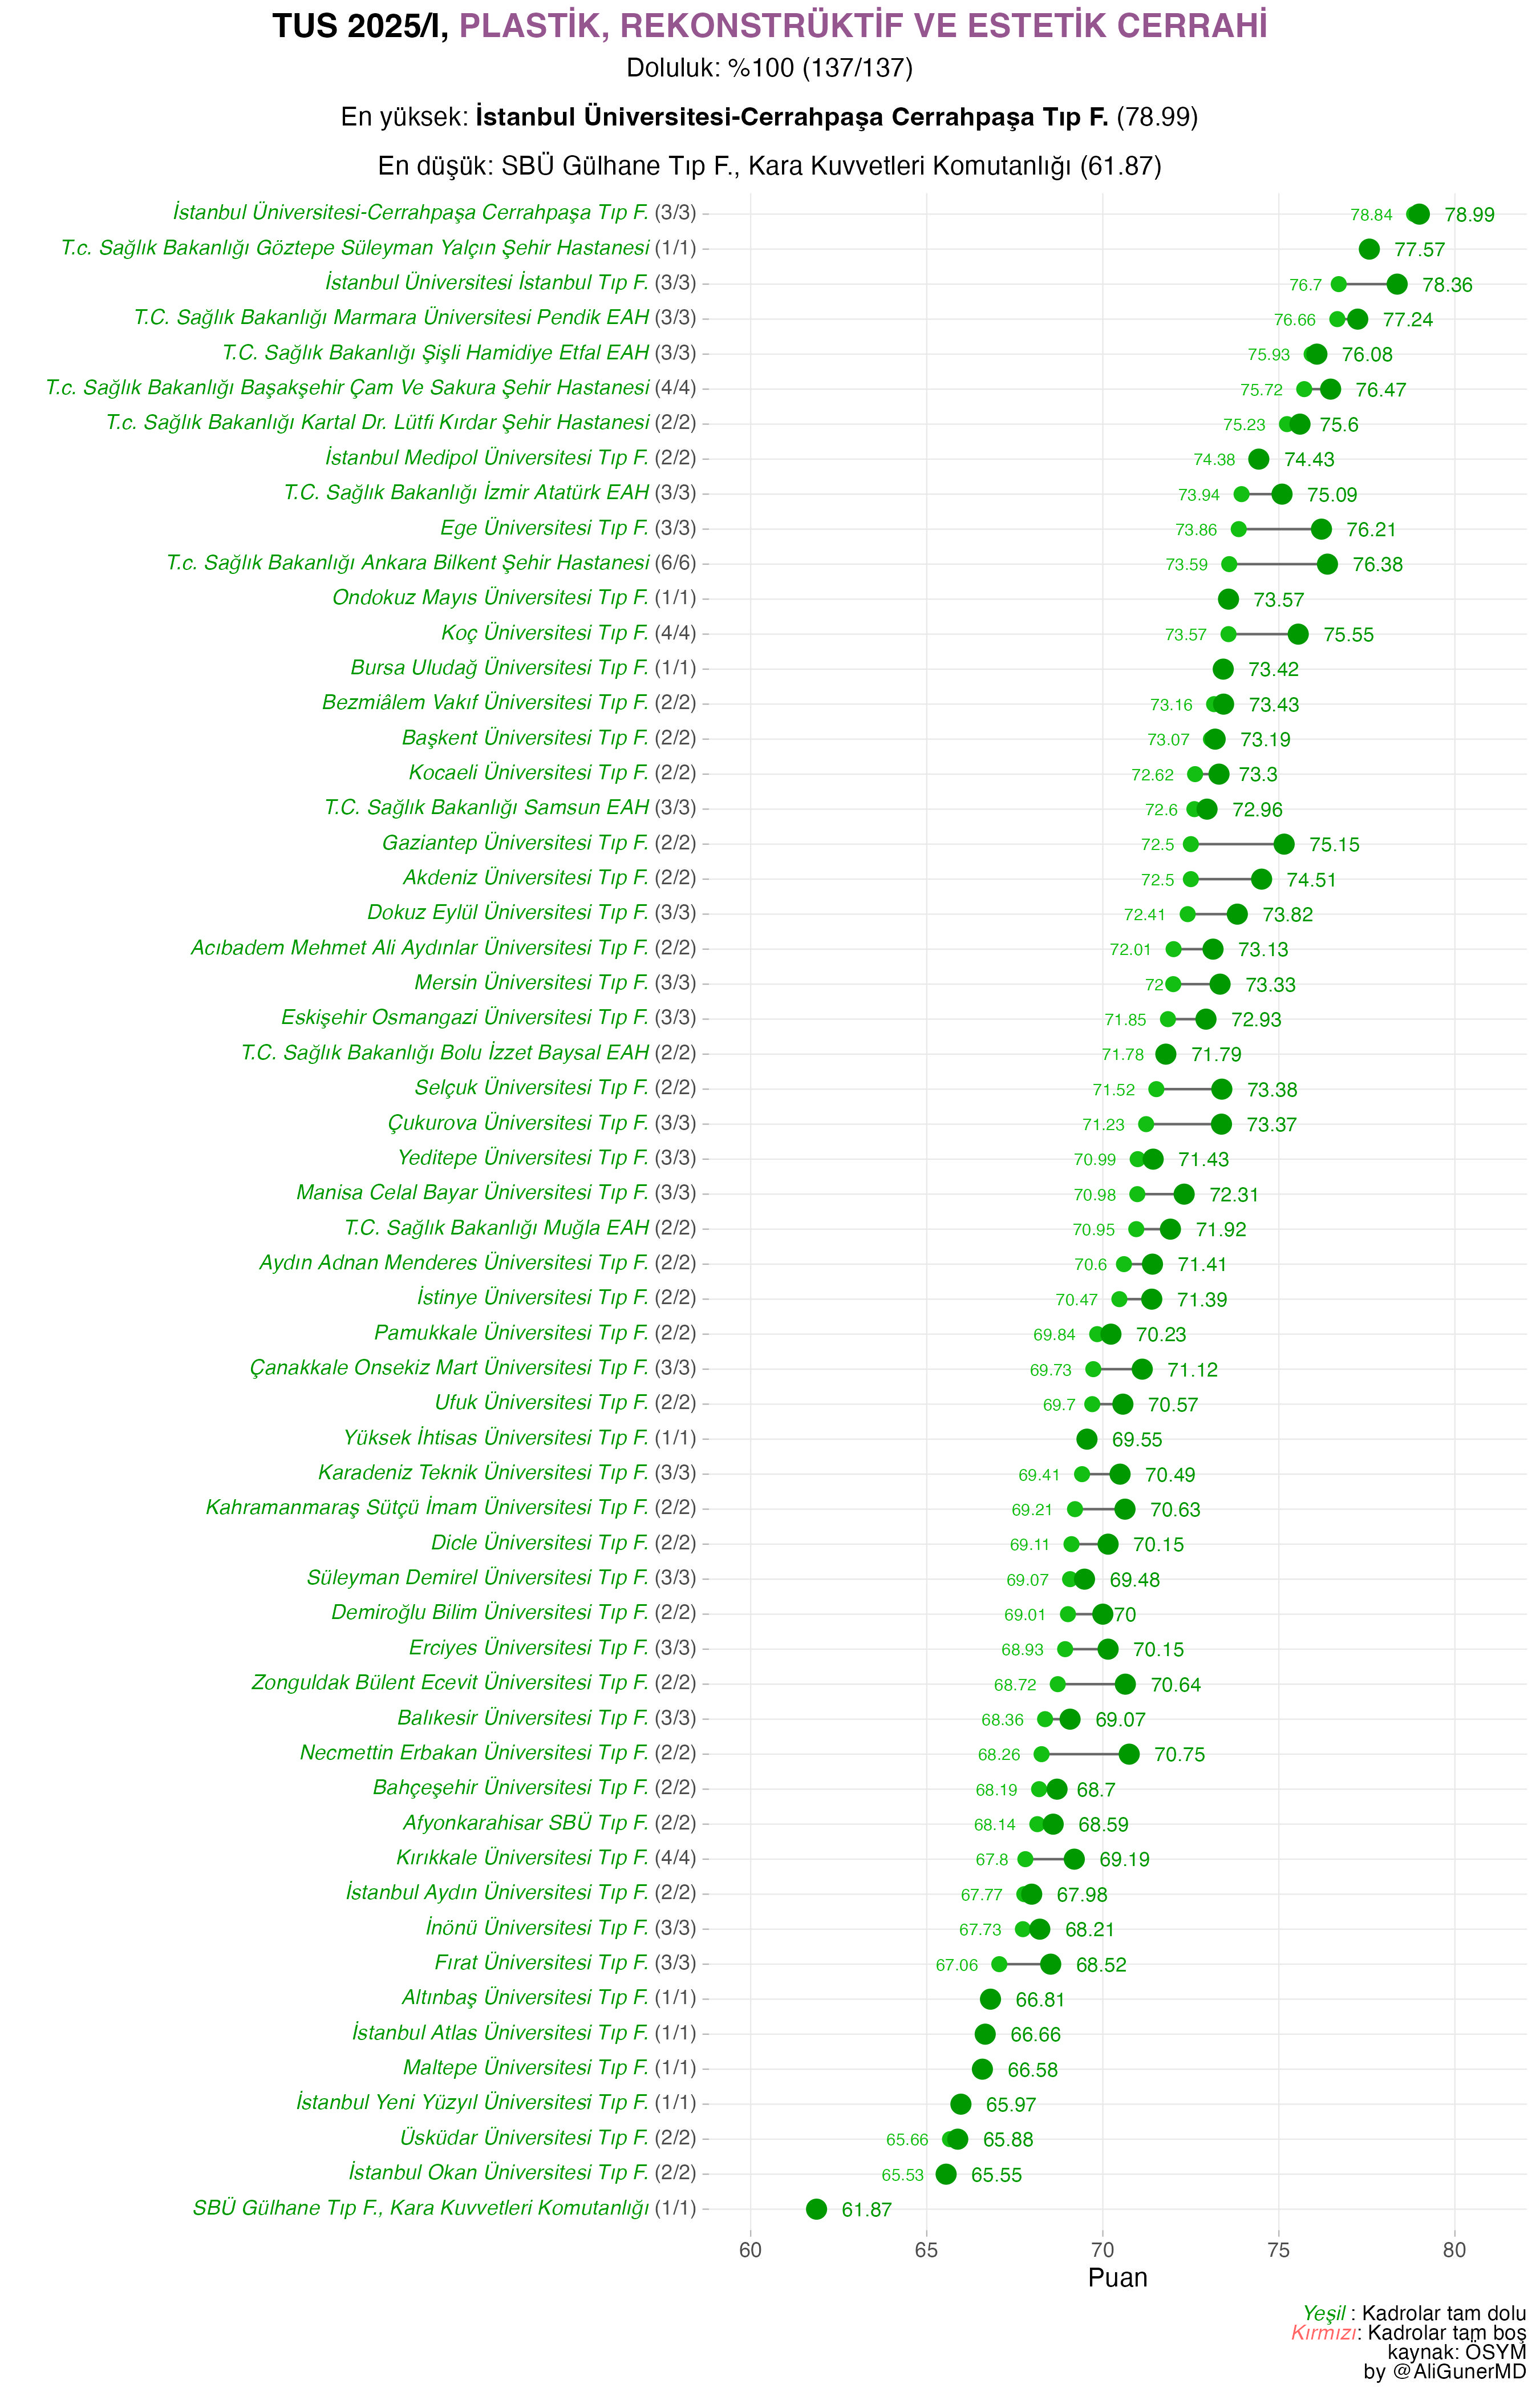 TUS 2025/I, PLASTİK, REKONSTRÜKTİF VE ESTETİK CERRAHİ
Doluluk: %100 (137/137)
En yüksek: İstanbul Üniversitesi-Cerrahpaşa Cerrahpaşa Tıp F. (78.99)
En düşük: SBÜ Gülhane Tıp F., Kara Kuvvetleri Komutanlığı (61.87)
İstanbul Üniversitesi-Cerrahpaşa Cerrahpaşa Tıp F. (3/3) 78.84 78.99
T.c. Sağlık Bakanlığı Göztepe Süleyman Yalçın Şehir Hastanesi (1/1) 77.57
İstanbul Üniversitesi İstanbul Tıp F. (3/3) 76.7 78.36
T.C. Sağlık Bakanlığı Marmara Üniversitesi Pendik EAH (3/3) 76.66 77.24
T.C. Sağlık Bakanlığı Şişli Hamidiye Etfal EAH (3/3) 75.93 76.08
T.c. Sağlık Bakanlığı Başakşehir Çam Ve Sakura Şehir Hastanesi (4/4) 75.72 76.47
T.c. Sağlık Bakanlığı Kartal Dr. Lütfi Kırdar Şehir Hastanesi (2/2) 75.23 75.6
İstanbul Medipol Üniversitesi Tıp F. (2/2) 74.38 74.43
T.C. Sağlık Bakanlığı İzmir Atatürk EAH (3/3) 73.94 75.09
Ege Üniversitesi Tıp F. (3/3) 73.86 76.21
T.c. Sağlık Bakanlığı Ankara Bilkent Şehir Hastanesi (6/6) 73.59 76.38
Ondokuz Mayıs Üniversitesi Tıp F. (1/1) 73.57
Koç Üniversitesi Tıp F. (4/4) 73.57 75.55
Bursa Uludağ Üniversitesi Tıp F. (1/1) 73.42
Bezmiâlem Vakıf Üniversitesi Tıp F. (2/2) 73.16 73.43
Başkent Üniversitesi Tıp F. (2/2) 73.07 73.19
Kocaeli Üniversitesi Tıp F. (2/2) 72.62 73.3
T.C. Sağlık Bakanlığı Samsun EAH (3/3) 72.6 72.96
Gaziantep Üniversitesi Tıp F. (2/2) 72.5 75.15
Akdeniz Üniversitesi Tıp F. (2/2) 72.5 74.51
Dokuz Eylül Üniversitesi Tıp F. (3/3) 72.41 73.82
Acıbadem Mehmet Ali Aydınlar Üniversitesi Tıp F. (2/2) 72.01 73.13
Mersin Üniversitesi Tıp F. (3/3) 72 73.33
Eskişehir Osmangazi Üniversitesi Tıp F. (3/3) 71.85 72.93
T.C. Sağlık Bakanlığı Bolu İzzet Baysal EAH (2/2) 71.78 71.79
Selçuk Üniversitesi Tıp F. (2/2) 71.52 73.38
Çukurova Üniversitesi Tıp F. (3/3) 71.23 73.37
Yeditepe Üniversitesi Tıp F. (3/3) 70.99 71.43
Manisa Celal Bayar Üniversitesi Tıp F. (3/3) 70.98 72.31
T.C. Sağlık Bakanlığı Muğla EAH (2/2) 70.95 71.92
Aydın Adnan Menderes Üniversitesi Tıp F. (2/2) 70.6 71.41
İstinye Üniversitesi Tıp F. (2/2) 70.47 71.39
Pamukkale Üniversitesi Tıp F. (2/2) 69.84 70.23
Çanakkale Onsekiz Mart Üniversitesi Tıp F. (3/3) 69.73 71.12
Ufuk Üniversitesi Tıp F. (2/2) 69.7 70.57
Yüksek İhtisas Üniversitesi Tıp F. (1/1) 69.55
Karadeniz Teknik Üniversitesi Tıp F. (3/3) 69.41 70.49
Kahramanmaraş Sütçü İmam Üniversitesi Tıp F. (2/2) 69.21 70.63
Dicle Üniversitesi Tıp F. (2/2) 69.11 70.15
Süleyman Demirel Üniversitesi Tıp F. (3/3) 69.07 69.48
Demiroğlu Bilim Üniversitesi Tıp F. (2/2) 69.01 70
Erciyes Üniversitesi Tıp F. (3/3) 68.93 70.15
Zonguldak Bülent Ecevit Üniversitesi Tıp F. (2/2) 68.72 70.64
Balıkesir Üniversitesi Tıp F. (3/3) 68.36 69.07
Necmettin Erbakan Üniversitesi Tıp F. (2/2) 68.26 70.75
Bahçeşehir Üniversitesi Tıp F. (2/2) 68.19 68.7
Afyonkarahisar SBÜ Tıp F. (2/2) 68.14 68.59
Kırıkkale Üniversitesi Tıp F. (4/4) 67.8 69.19
İstanbul Aydın Üniversitesi Tıp F. (2/2) 67.77 67.98
İnönü Üniversitesi Tıp F. (3/3) 67.73 68.21
Fırat Üniversitesi Tıp F. (3/3) 67.06 68.52
Altınbaş Üniversitesi Tıp F. (1/1) 66.81
İstanbul Atlas Üniversitesi Tıp F. (1/1) 66.66
Maltepe Üniversitesi Tıp F. (1/1) 66.58
İstanbul Yeni Yüzyıl Üniversitesi Tıp F. (1/1) 65.97
Üsküdar Üniversitesi Tıp F. (2/2) 65.66 65.88
İstanbul Okan Üniversitesi Tıp F. (2/2) 65.53 65.55
SBÜ Gülhane Tıp F., Kara Kuvvetleri Komutanlığı (1/1) 61.87
60 65 70 75 80
Puan
Yeşil : Kadrolar tam dolu
Kırmızı: Kadrolar tam boş
kaynak: ÖSYM
by @AliGunerMD